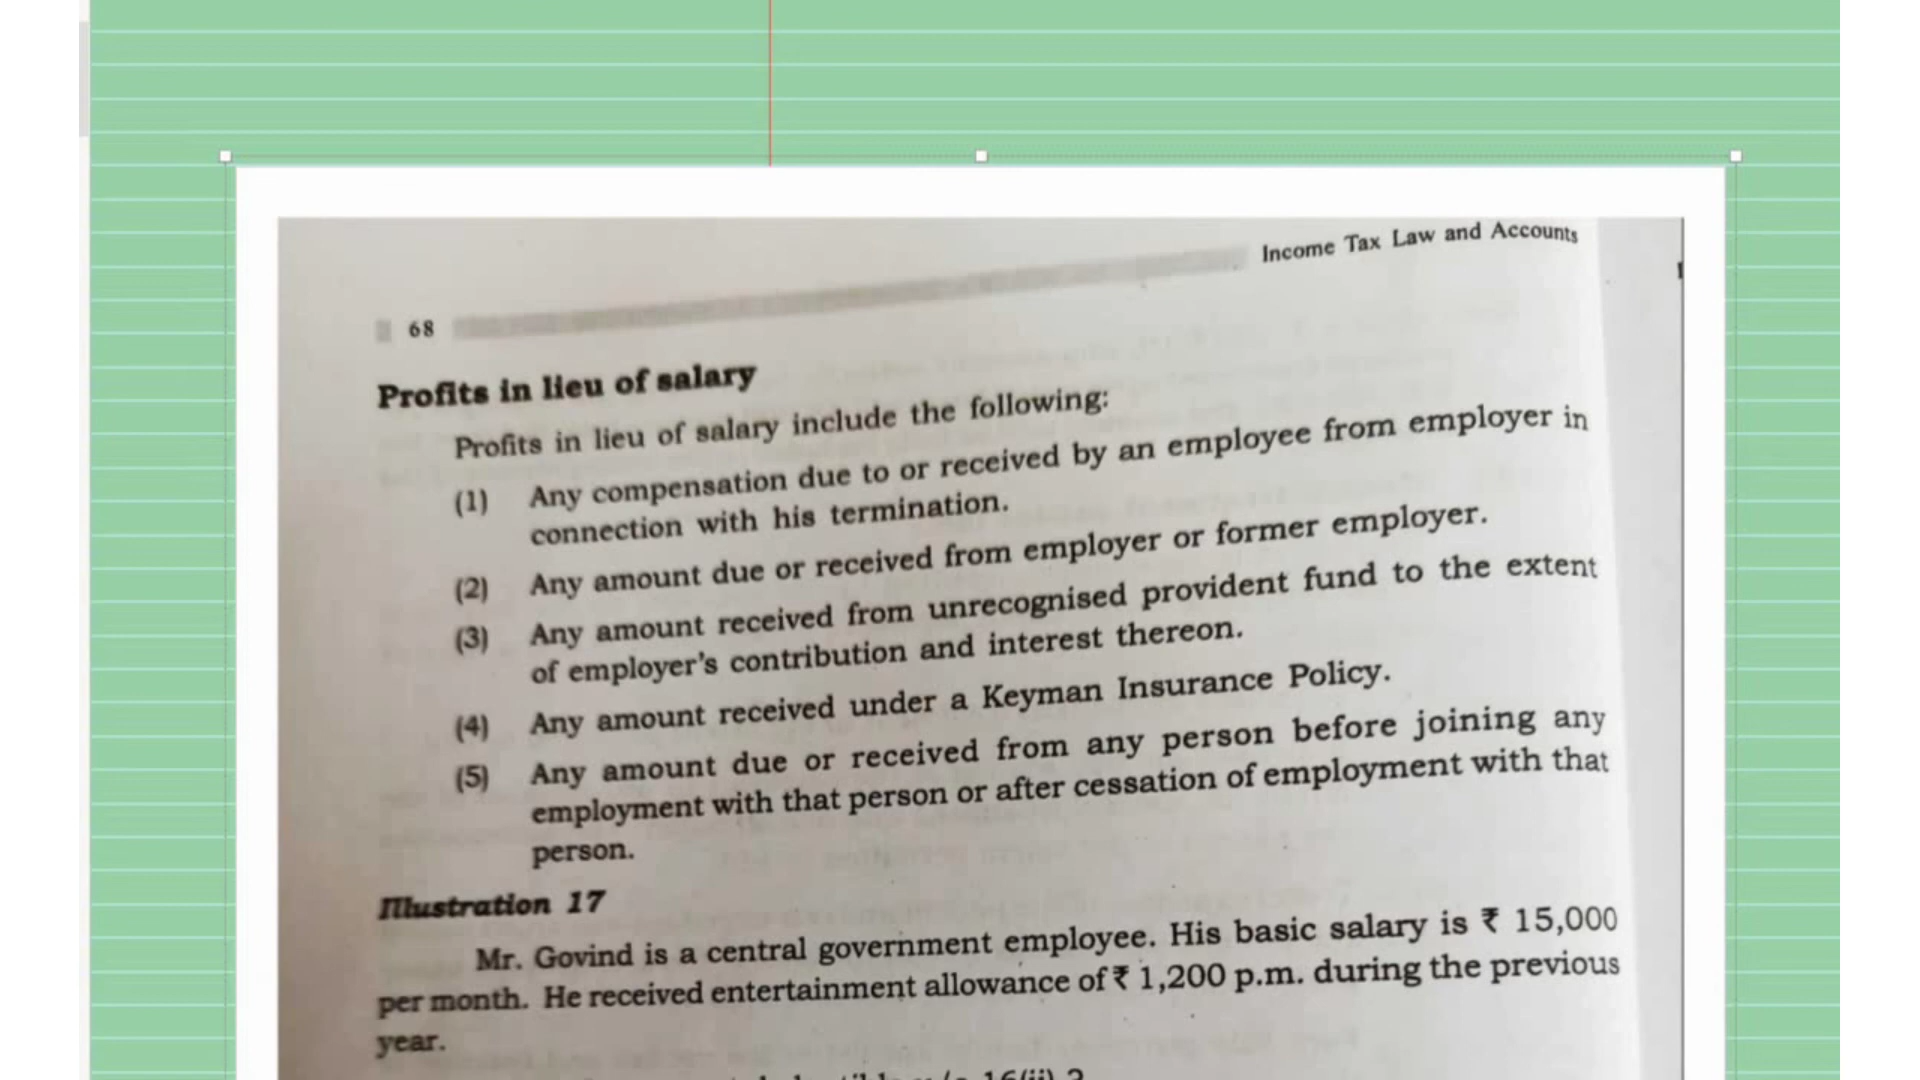 Income Tax Law and Accounts
68
Profits in lieu of salary
Profits in lieu of salary include the following:
(1) Any compensation due to or received by an employee from employer in
connection with his termination.
(2) Any amount due or received from employer or former employer.
(3) Any amount received from unrecognised provident fund to the extent
of employer's contribution and interest thereon.
(4) Any amount received under a Keyman Insurance Policy.
(5) Any amount due or received from any person before joining any
employment with that person or after cessation of employment with that
person.
Illustration 17
Mr. Govind is a central government employee. His basic salary is ₹ 15,000
per month. He received entertainment allowance of ₹ 1,200 p.m. during the previous
year.
16(ii) ?